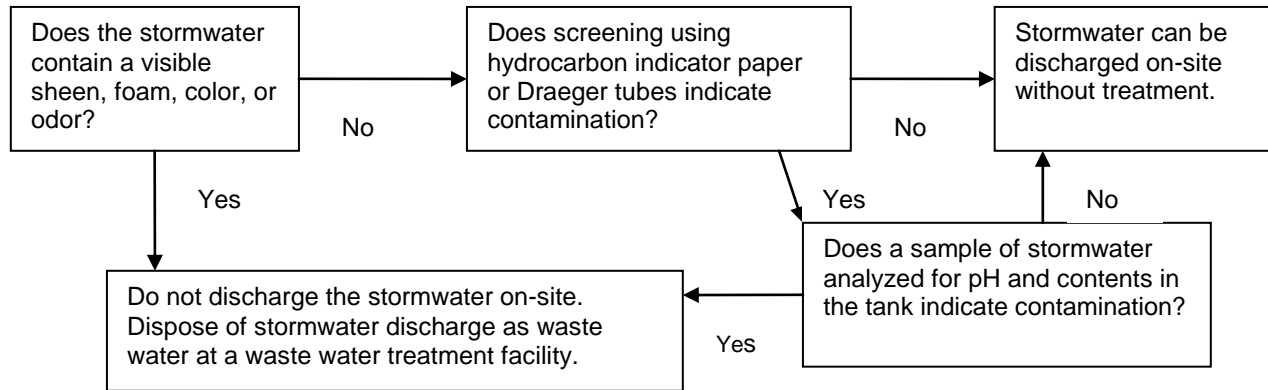 Does the stormwater
contain a visible
sheen, foam, color, or
odor?
No
Does screening using
hydrocarbon indicator paper
or Draeger tubes indicate
contamination?
No
Stormwater can be
discharged on-site
without treatment.
Yes
Yes
No
Does a sample of stormwater
analyzed for pH and contents in
the tank indicate contamination?
Yes
Do not discharge the stormwater on-site.
Dispose of stormwater discharge as waste
water at a waste water treatment facility.